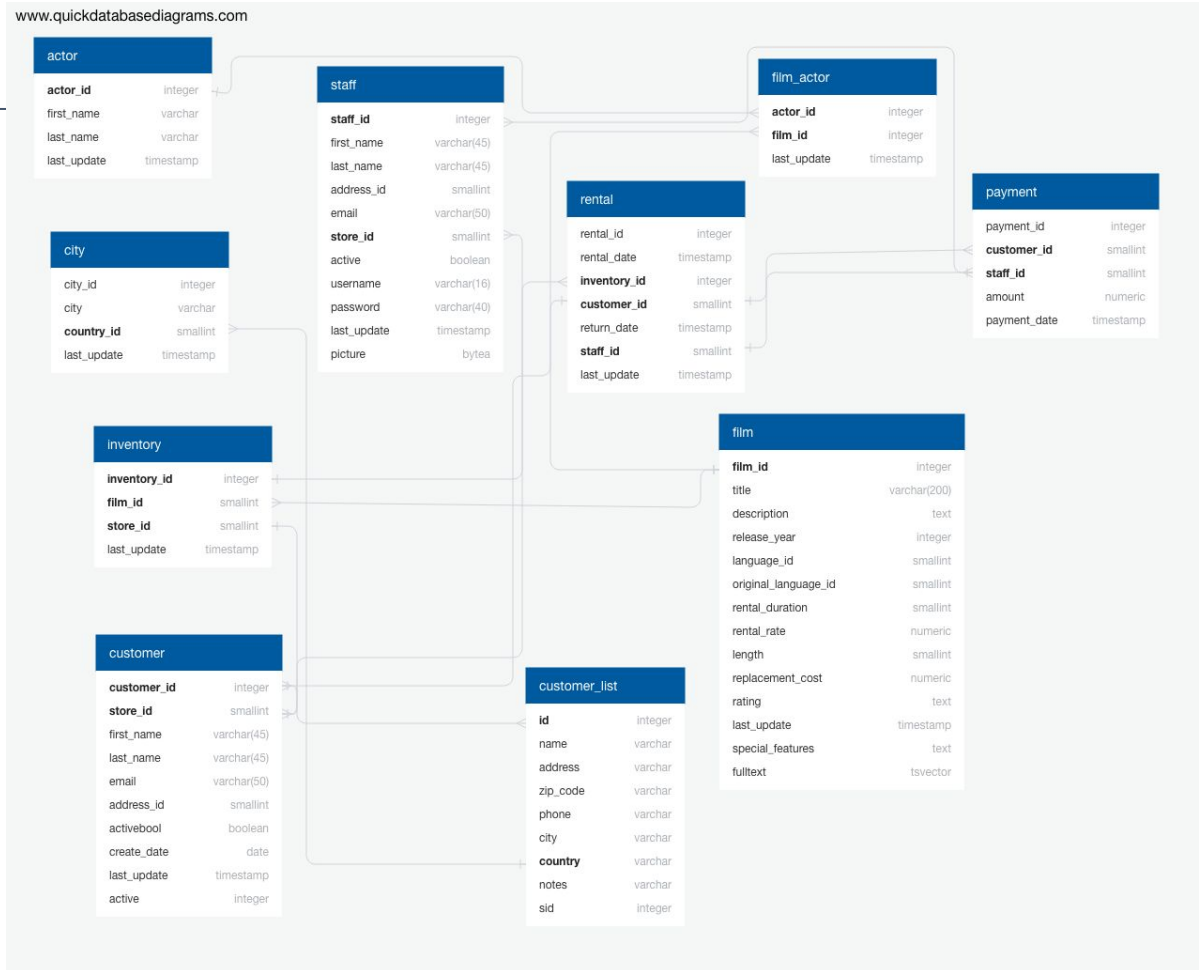 www.quickdatabasediagrams.com
actor
actor_id integer
first_name varchar
last_name varchar
last_update timestamp
staff
staff_id integer
first_name varchar(45)
last_name varchar(45)
address_id smallint
email varchar(50)
store_id smallint
active boolean
username varchar(16)
password varchar(40)
last_update timestamp
picture bytea
film_actor
actor_id integer
film_id integer
last_update timestamp
rental
rental_id integer
rental_date timestamp
inventory_id integer
customer_id smallint
return_date timestamp
staff_id smallint
last_update timestamp
payment
payment_id integer
customer_id smallint
staff_id smallint
amount numeric
payment_date timestamp
city
city_id integer
city varchar
country_id smallint
last_update timestamp
inventory
inventory_id integer
film_id smallint
store_id smallint
last_update timestamp
film
film_id integer
title varchar(200)
description text
release_year integer
language_id smallint
original_language_id smallint
rental_duration smallint
rental_rate numeric
length smallint
replacement_cost numeric
rating text
last_update timestamp
special_features text
fulltext tsvector
customer
customer_id integer
store_id smallint
first_name varchar(45)
last_name varchar(45)
email varchar(50)
address_id smallint
activebool boolean
create_date date
last_update timestamp
active integer
customer_list
id integer
name varchar
address varchar
zip_code varchar
phone varchar
city varchar
country varchar
notes varchar
sid integer